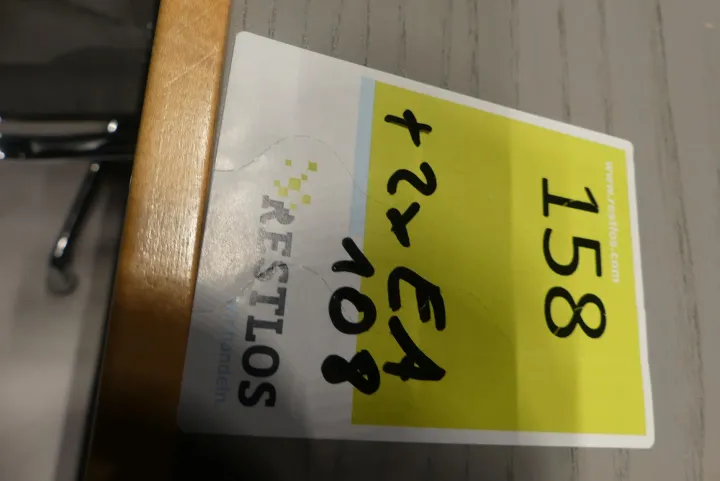 www.restlos.com
158
+ 2x EA
108
RESTLOS